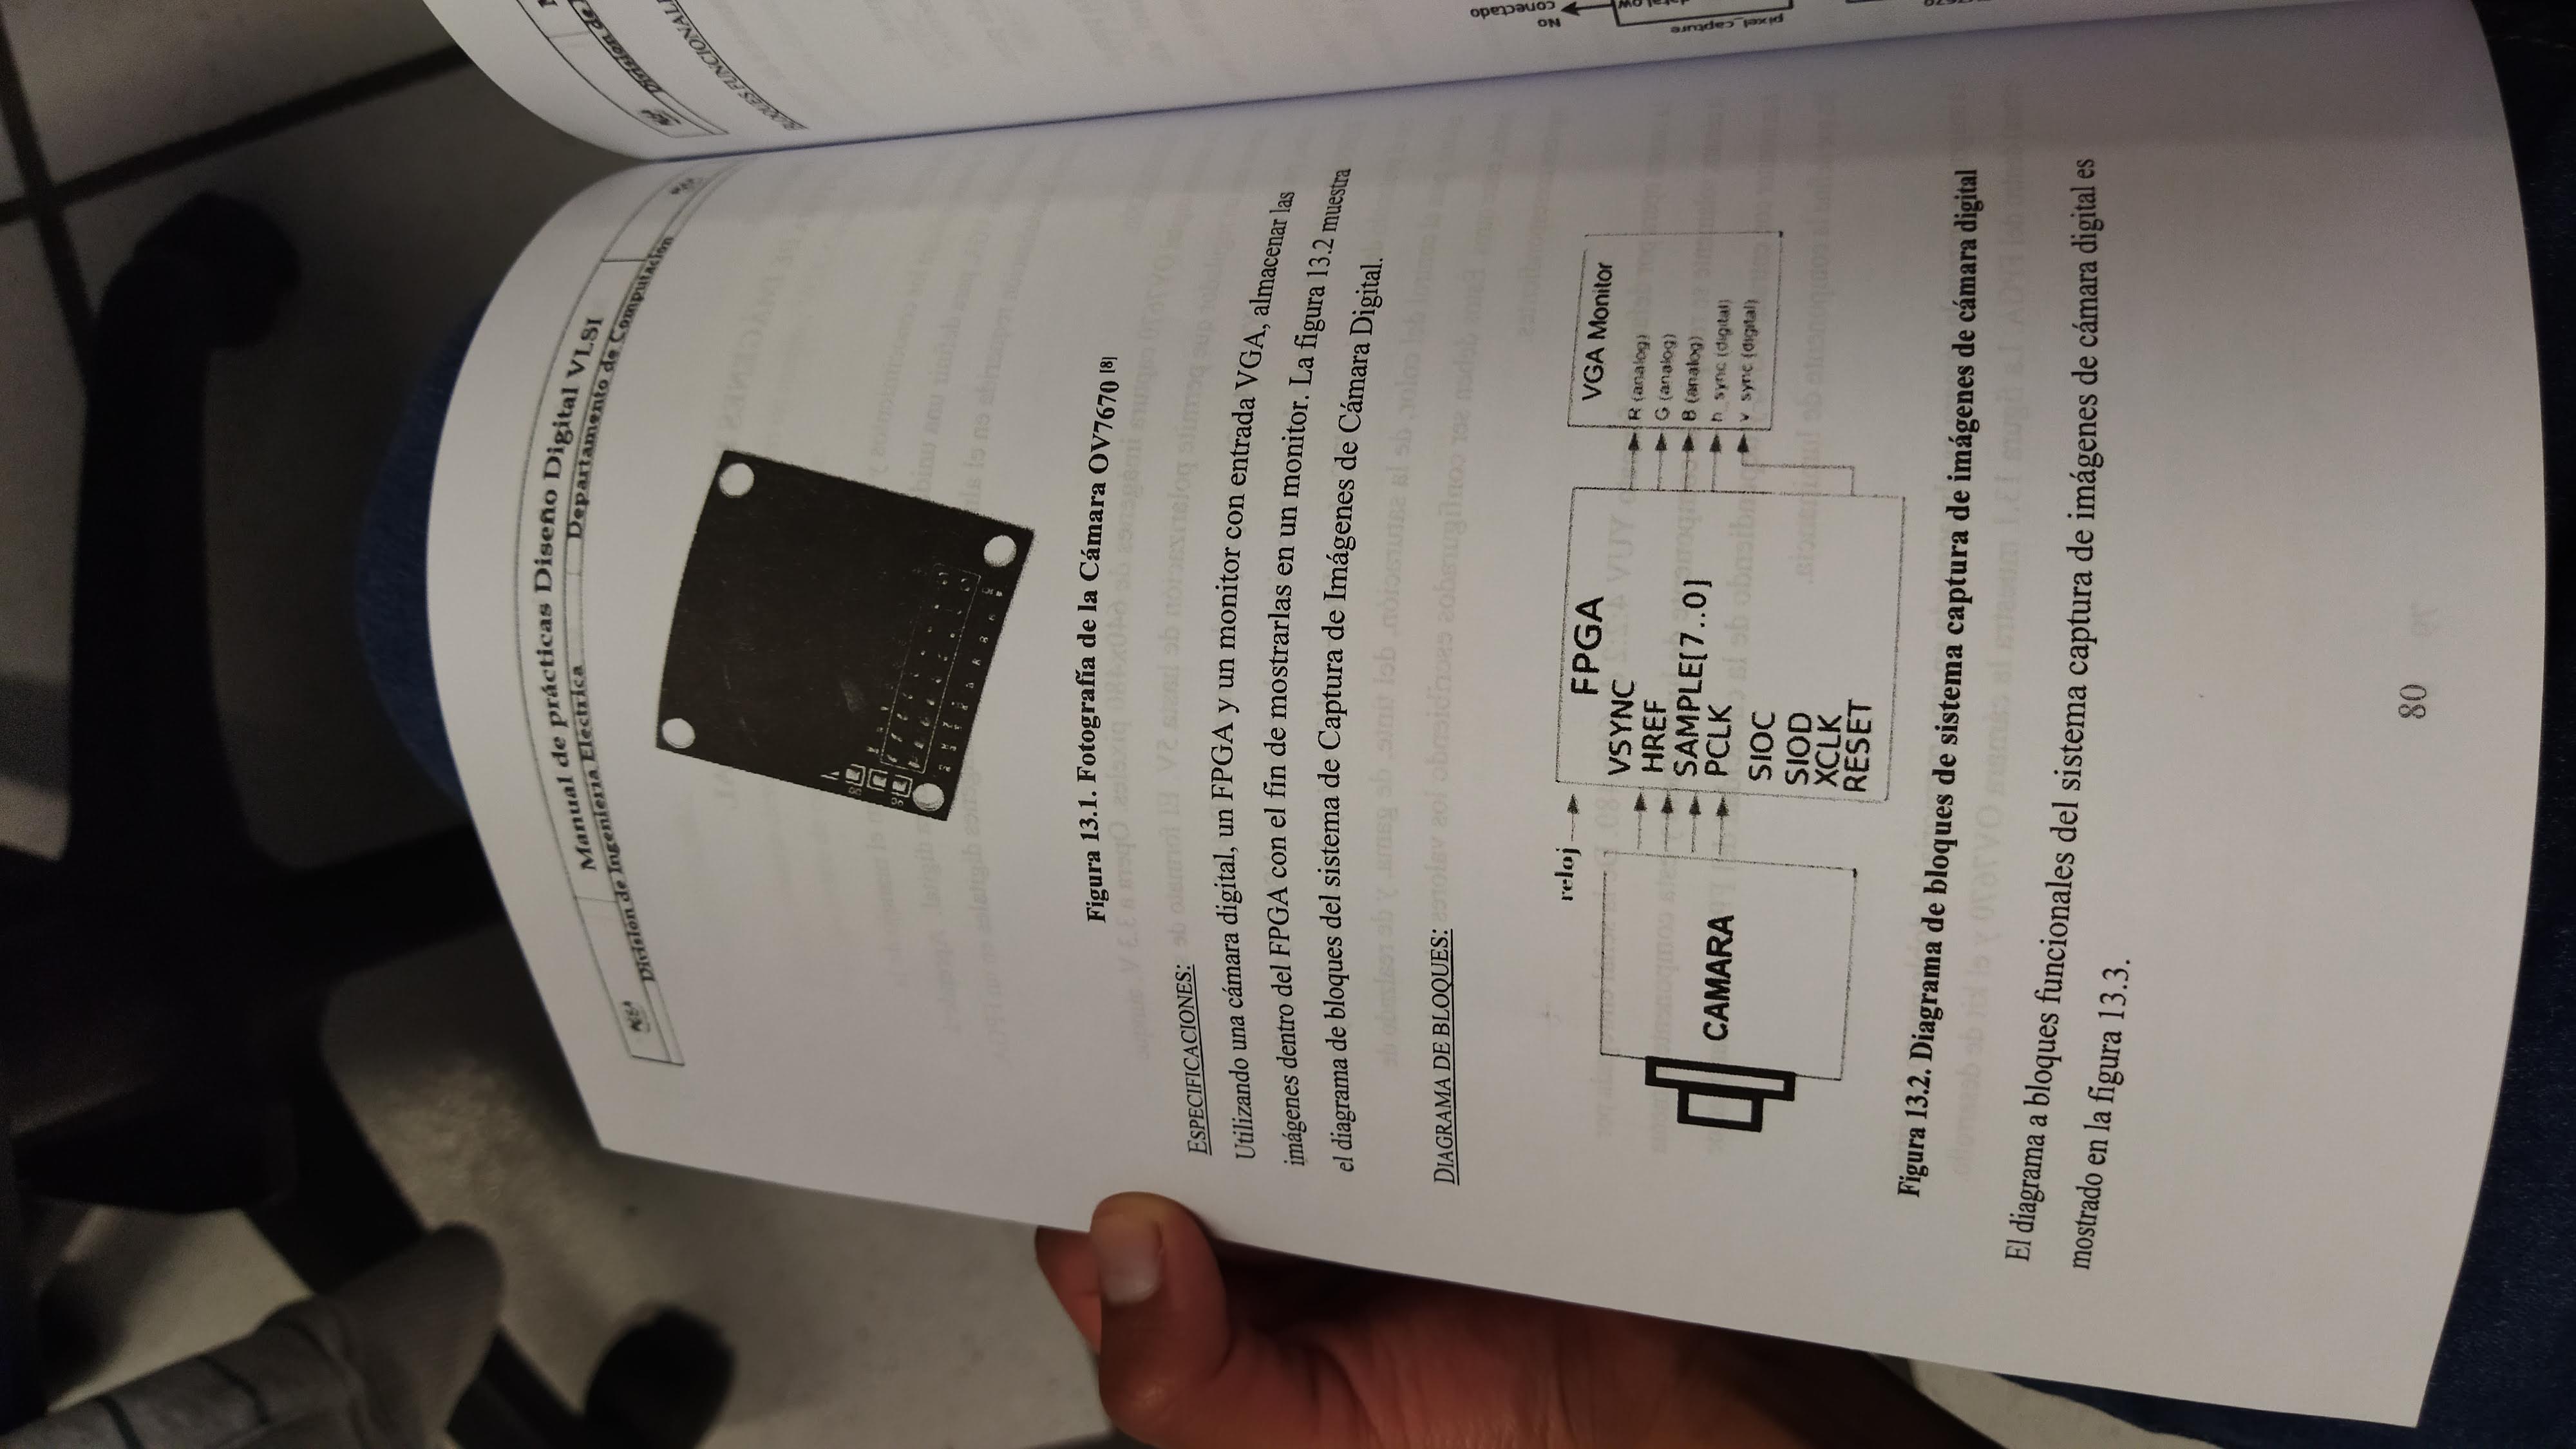 Manual de prácticas Diseño Digital VLSI
División de Ingeniería Eléctrica Departamento de Computación
Figura 13.1. Fotografía de la Cámara OV7670 [8]
ESPECIFICACIONES:
Utilizando una cámara digital, un FPGA y un monitor con entrada VGA, almacenar las
imágenes dentro del FPGA con el fin de mostrarlas en un monitor. La figura 13.2 muestra
el diagrama de bloques del sistema de Captura de Imágenes de Cámara Digital.
DIAGRAMA DE BLOQUES:
reloj
FPGA
VSYNC
HREF
SAMPLE[7..0]
PCLK
SIOC
SIOD
XCLK
RESET
CAMARA
VGA Monitor
R (analog)
G (analog)
B (analog)
h sync (digital)
v sync (digital)
Figura 13.2. Diagrama de bloques de sistema captura de imágenes de cámara digital
El diagrama a bloques funcionales del sistema captura de imágenes de cámara digital es
mostrado en la figura 13.3.
80
División de
BLOQUES FUNCIONALE
No
conectado
pixel_capture